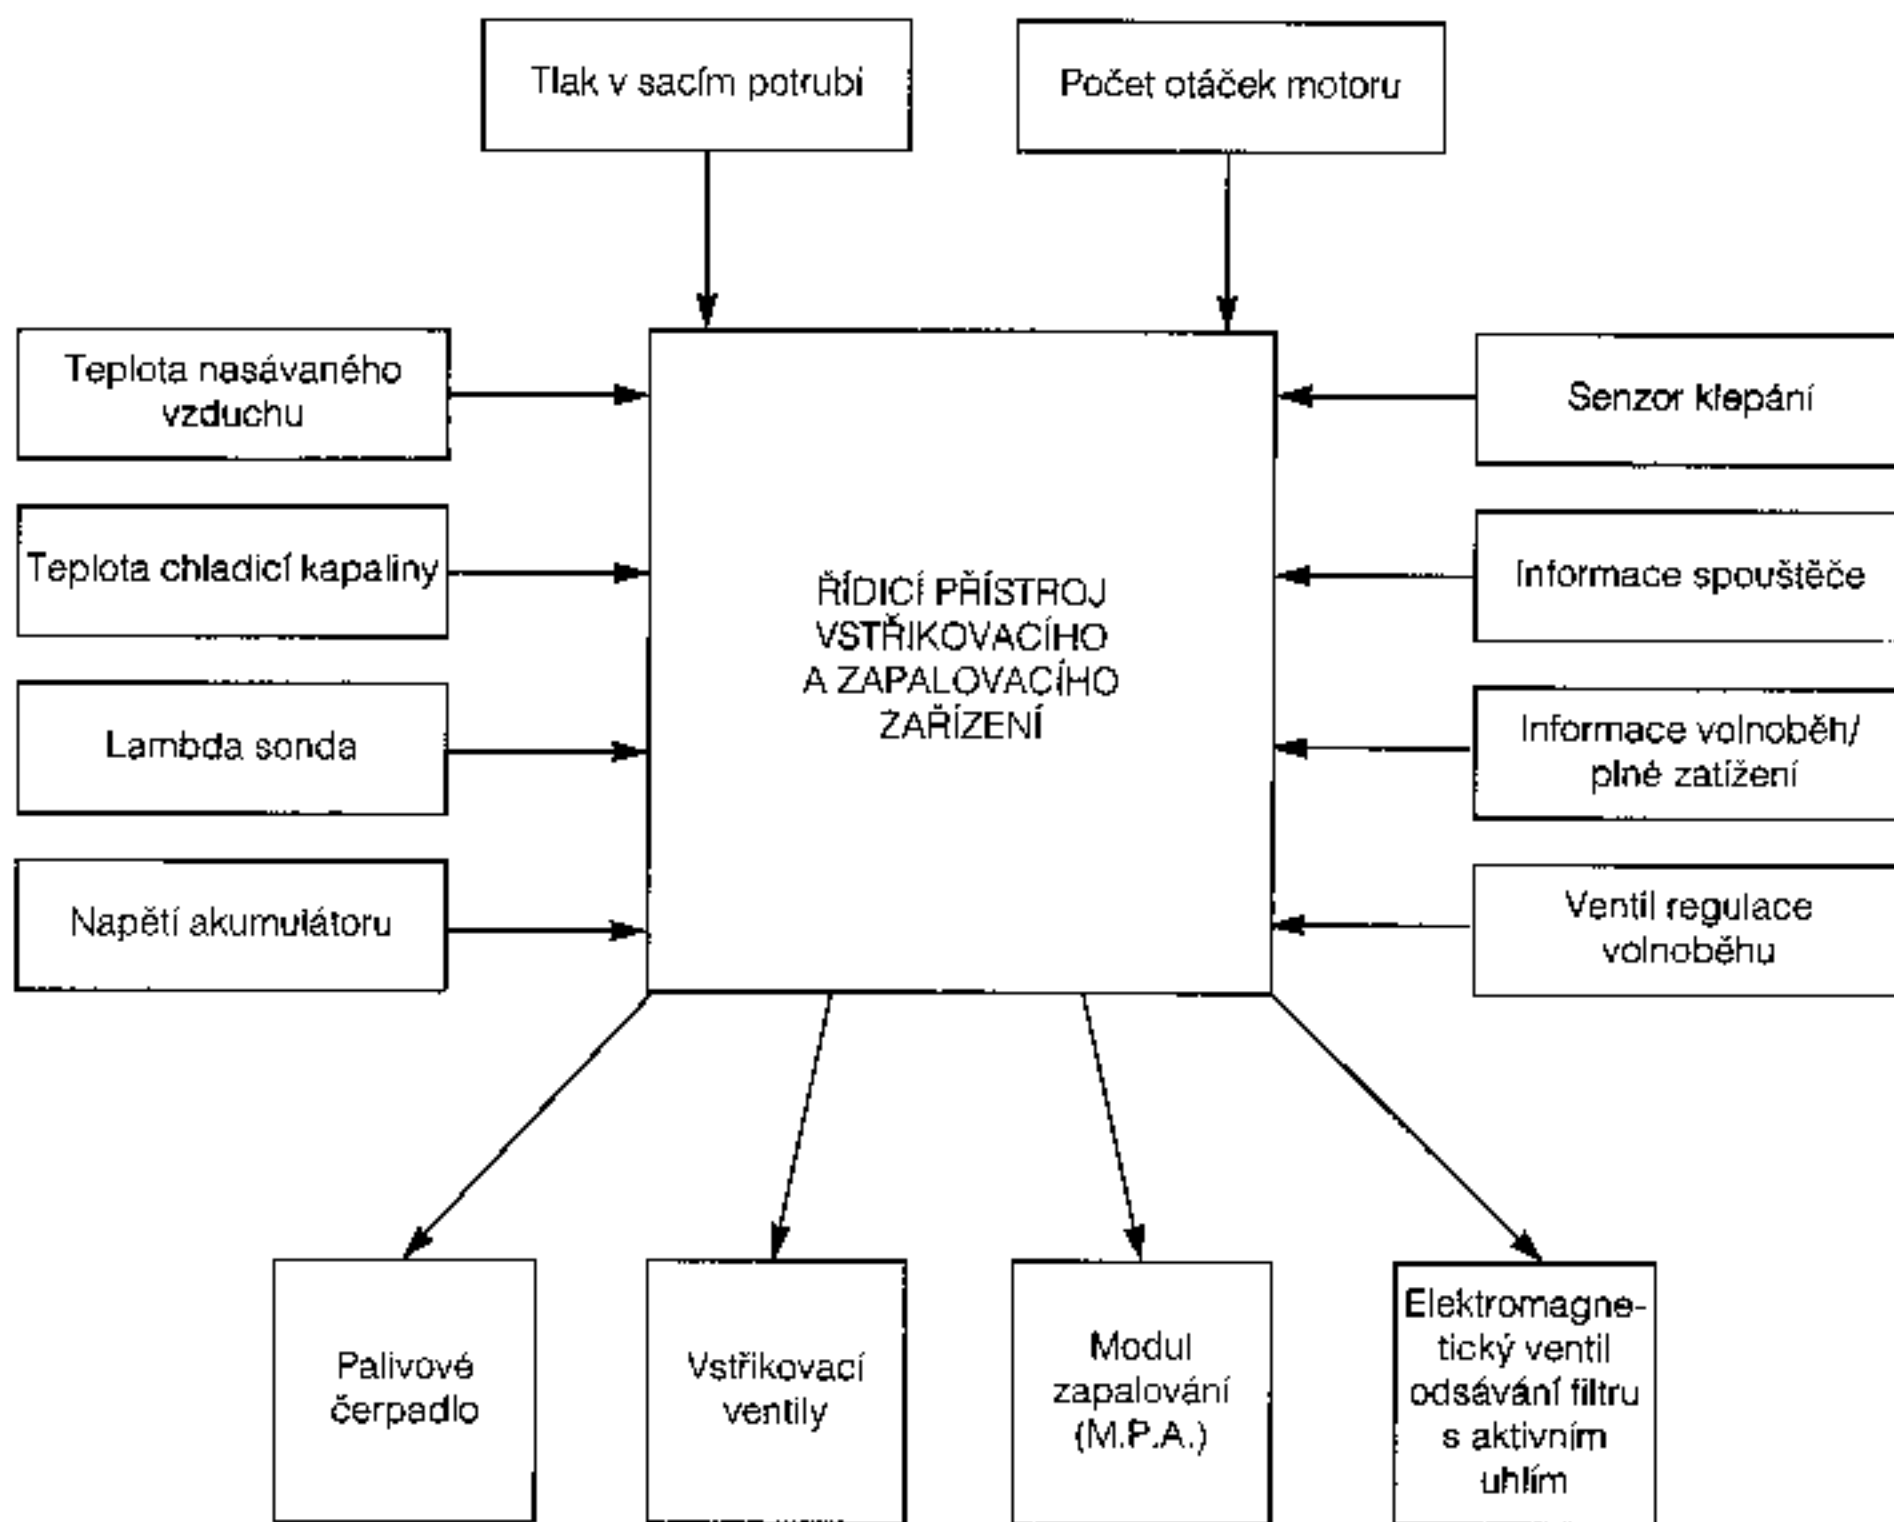 Tlak v sacím potrubí
Počet otáček motoru
Teplota nasávaného
vzduchu
Senzor klepání
Teplota chladicí kapaliny
Informace spouštěče
ŘÍDICÍ PŘÍSTROJ
VSTŘIKOVACÍHO
A ZAPALOVACÍHO
ZAŘÍZENÍ
Lambda sonda
Informace volnoběh/
plné zatížení
Napětí akumulátoru
Ventil regulace
volnoběhu
Palivové
čerpadlo
Vstřikovací
ventily
Modul
zapalování
(M.P.A.)
Elektromagne-
tický ventil
odsávání filtru
s aktivním
uhlím